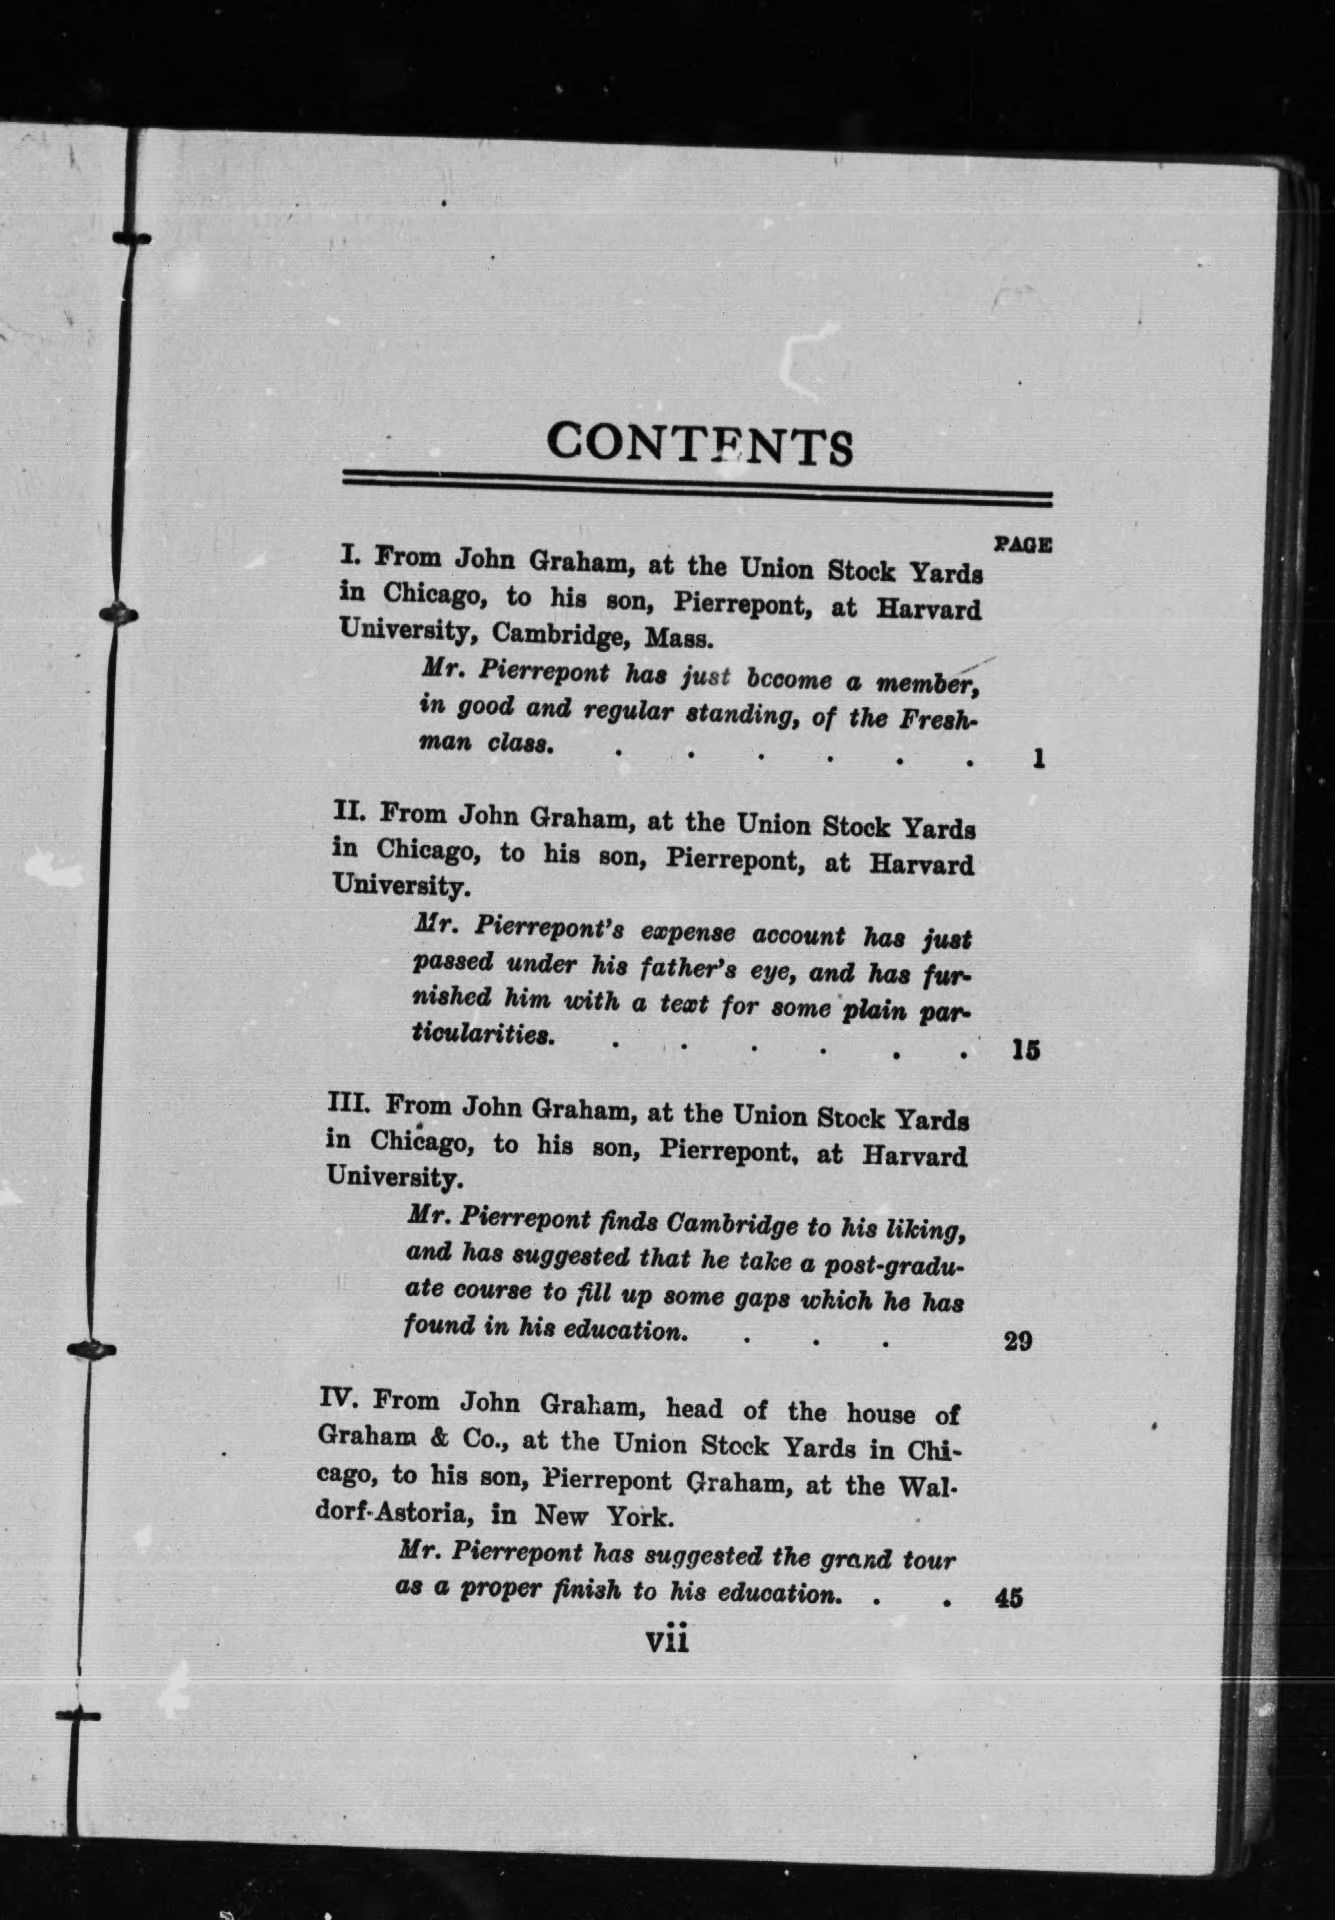 CONTENTS
PAGE
I. From John Graham, at the Union Stock Yards
in Chicago, to his son, Pierrepont, at Harvard
University, Cambridge, Mass.
Mr. Pierrepont has just become a member,
in good and regular standing, of the Fresh-
man class. . . . . . . 1
II. From John Graham, at the Union Stock Yards
in Chicago, to his son, Pierrepont, at Harvard
University.
Mr. Pierrepont's expense account has just
passed under his father's eye, and has fur-
nished him with a text for some plain par-
ticularities. . . . . . . 15
III. From John Graham, at the Union Stock Yards
in Chicago, to his son, Pierrepont, at Harvard
University.
Mr. Pierrepont finds Cambridge to his liking,
and has suggested that he take a post-gradu-
ate course to fill up some gaps which he has
found in his education. . . . 29
IV. From John Graham, head of the house of
Graham & Co., at the Union Stock Yards in Chi-
cago, to his son, Pierrepont Graham, at the Wal-
dorf-Astoria, in New York.
Mr. Pierrepont has suggested the grand tour
as a proper finish to his education. . . 45
vii